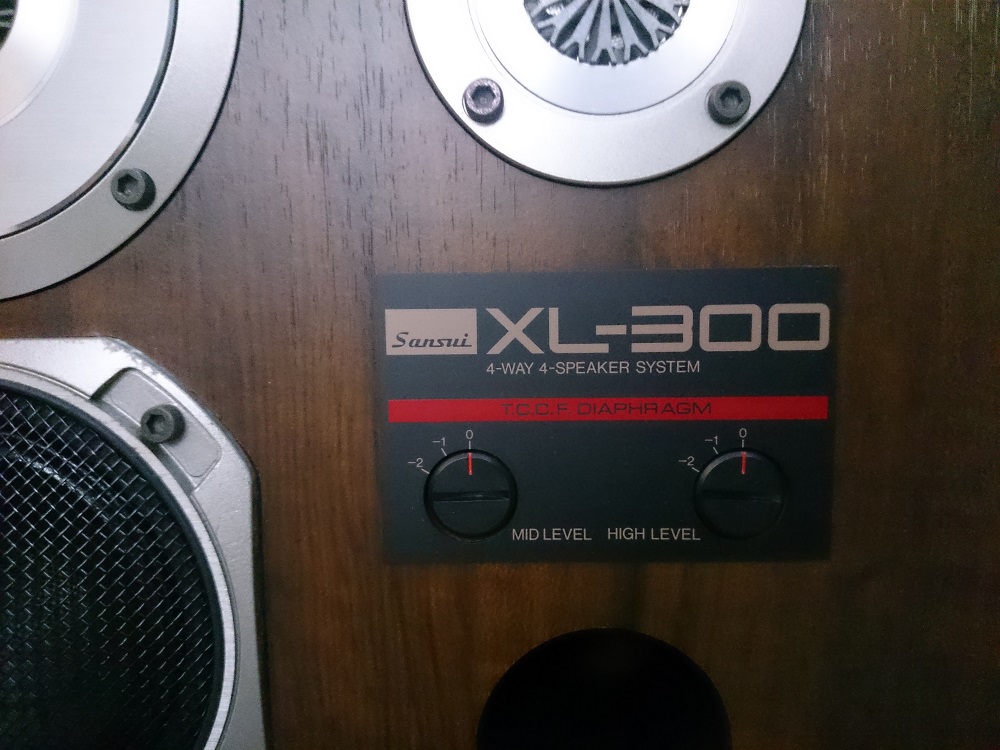 Sansui XL-300
4-WAY 4-SPEAKER SYSTEM
T.C.C.F. DIAPHRAGM
-2 -1 0
-2 -1 0
MID LEVEL HIGH LEVEL